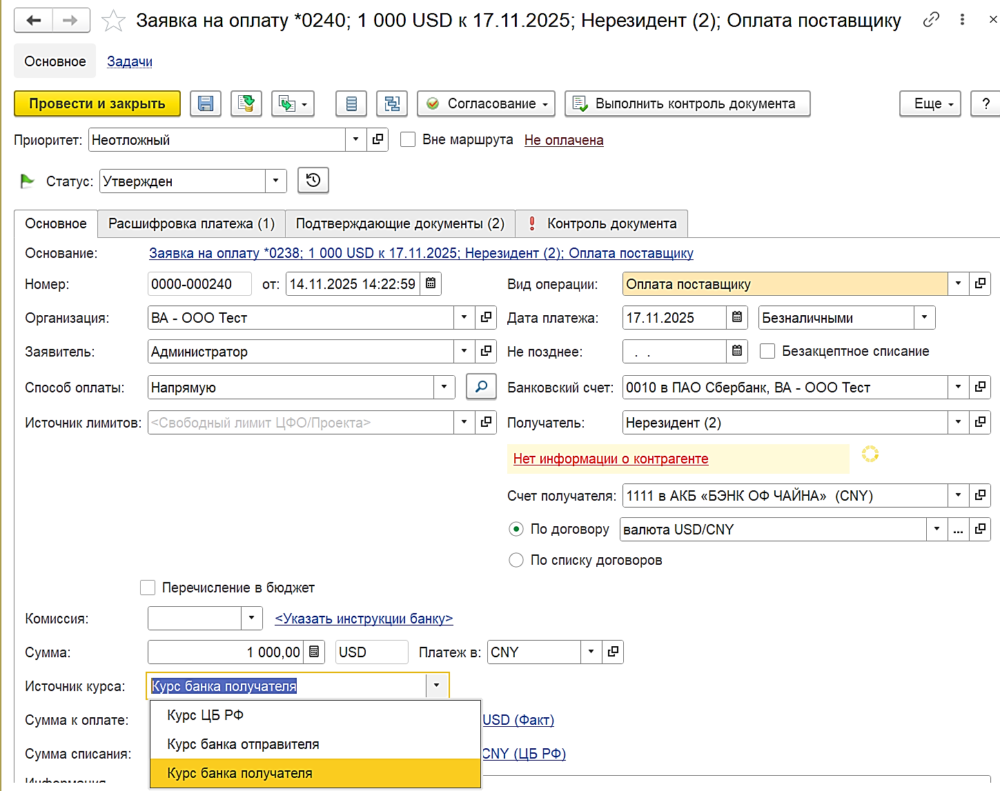 Заявка на оплату *0240; 1 000 USD к 17.11.2025; Нерезидент (2); Оплата поставщику
Основное Задачи
Провести и закрыть Согласование Выполнить контроль документа Еще ?
Приоритет: Неотложный Вне маршрута Не оплачена
Статус: Утвержден
Основное Расшифровка платежа (1) Подтверждающие документы (2) Контроль документа
Основание: Заявка на оплату *0238; 1 000 USD к 17.11.2025; Нерезидент (2); Оплата поставщику
Номер: 0000-000240 от: 14.11.2025 14:22:59 Вид операции: Оплата поставщику
Организация: ВА - ООО Тест Дата платежа: 17.11.2025 Безналичными
Заявитель: Администратор Не позднее: . . Безакцептное списание
Способ оплаты: Напрямую Банковский счет: 0010 в ПАО Сбербанк, ВА - ООО Тест
Источник лимитов: <Свободный лимит ЦФО/Проекта> Получатель: Нерезидент (2)
Нет информации о контрагенте
Счет получателя: 1111 в АКБ «БЭНК ОФ ЧАЙНА» (CNY)
По договору валюта USD/CNY ...
По списку договоров
Перечисление в бюджет
Комиссия: <Указать инструкции банку>
Сумма: 1 000,00 USD Платеж в: CNY
Источник курса: Курс банка получателя
Курс ЦБ РФ
Сумма к оплате: USD (Факт)
Курс банка отправителя
Сумма списания: CNY (ЦБ РФ)
Курс банка получателя